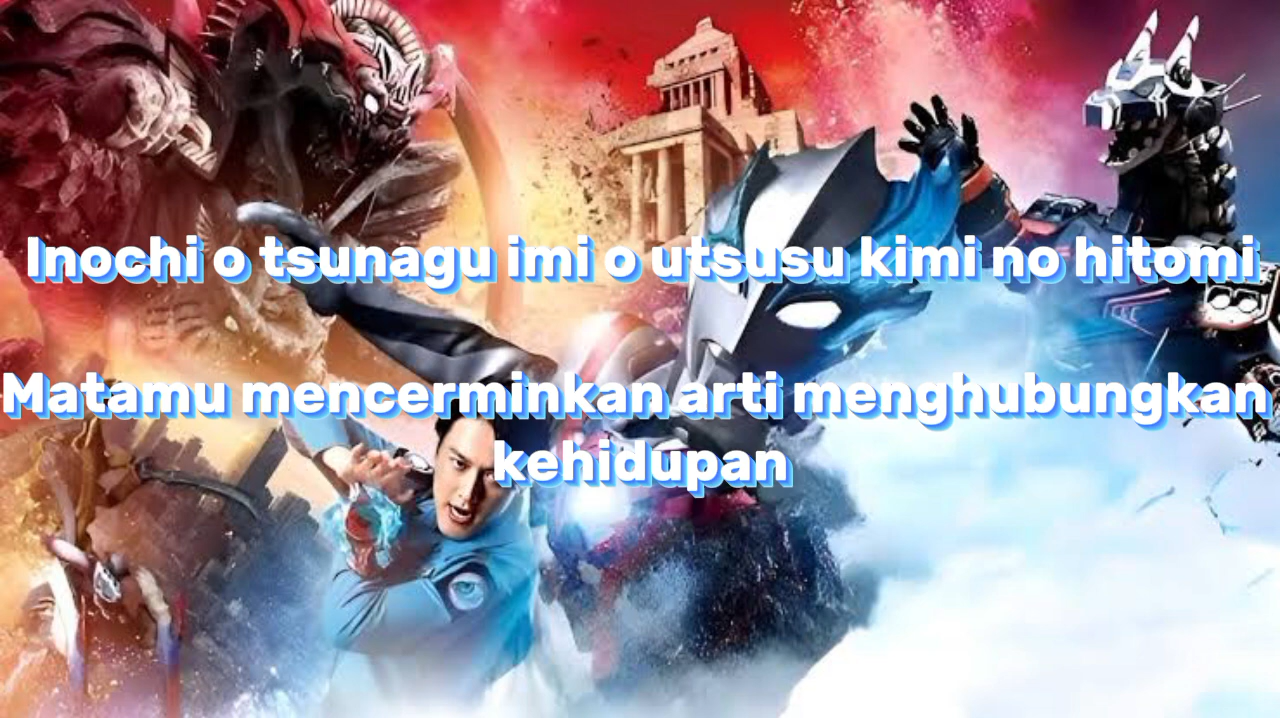 Inochi o tsunagu imi o utsusu kimi no hitomi
Matamu mencerminkan arti menghubungkan
kehidupan